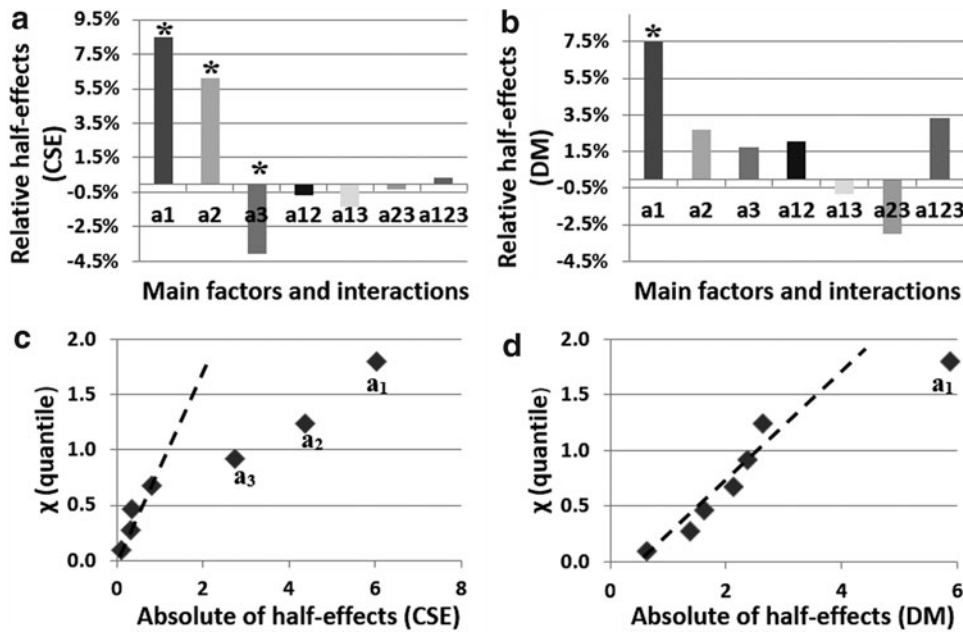 a
Relative half-effects
(CSE)
9.5%
7.5%
5.5%
3.5%
1.5%
-0.5%
-2.5%
-4.5%
*
*
*
a1 a2 a3 a12 a13 a23 a123
Main factors and interactions
b
Relative half-effects
(DM)
7.5%
5.5%
3.5%
1.5%
-0.5%
-2.5%
-4.5%
*
a1 a2 a3 a12 a13 a23 a123
Main factors and interactions
c
χ (quantile)
2.0
1.5
1.0
0.5
0.0
a1
a2
a3
0 2 4 6 8
Absolute of half-effects (CSE)
d
χ (quantile)
2.0
1.5
1.0
0.5
0.0
a1
0 2 4 6
Absolute of half-effects (DM)